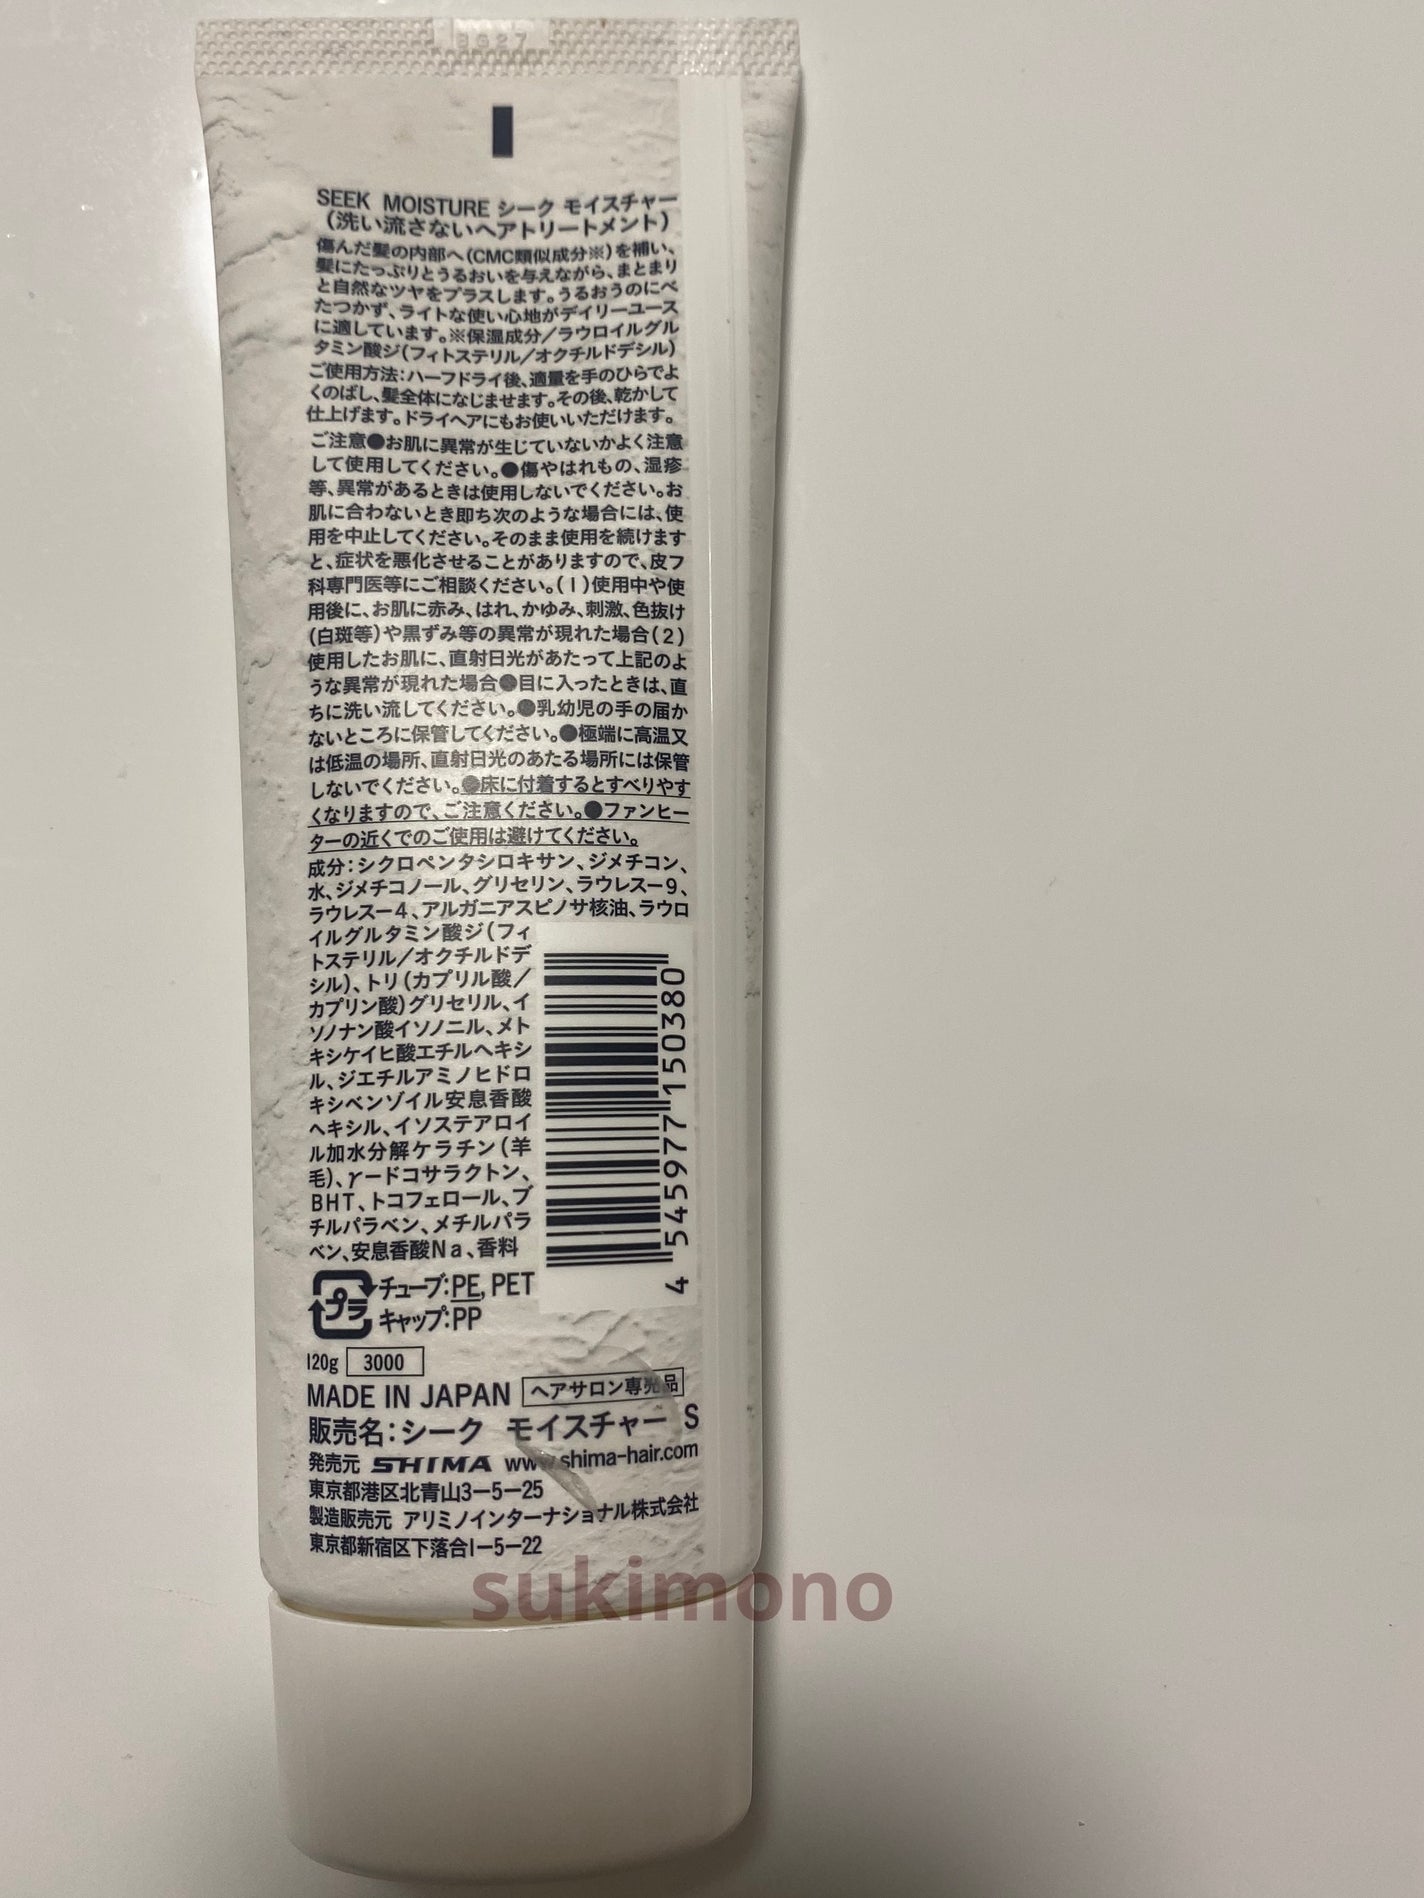 SEEK MOISTURE シーク モイスチャー
（洗い流さないヘアトリートメント）
傷んだ髪の内部へ（CMC類似成分※）を補い、
髪にたっぷりとうるおいを与えながら、まとまり
と自然なツヤをプラスします。うるおうのにべ
たつかず、ライトな使い心地がデイリーユース
に適しています。※保湿成分／ラウロイルグル
タミン酸ジ（フィトステリル／オクチルドデシル）
ご使用方法：ハーフドライ後、適量を手のひらでよ
くのばし、髪全体になじませます。その後、乾かして
仕上げます。ドライヘアにもお使いいただけます。
ご注意●お肌に異常が生じていないかよく注意
して使用してください。●傷やはれもの、湿疹
等、異常があるときは使用しないでください。お
肌に合わないとき即ち次のような場合には、使
用を中止してください。そのまま使用を続けます
と、症状を悪化させることがありますので、皮フ
科専門医等にご相談ください。（1）使用中や使
用後に、お肌に赤み、はれ、かゆみ、刺激、色抜け
（白斑等）や黒ずみ等の異常が現れた場合（2）
使用したお肌に、直射日光があたって上記のよ
うな異常が現れた場合●目に入ったときは、直
ちに洗い流してください。●乳幼児の手の届か
ないところに保管してください。●極端に高温又
は低温の場所、直射日光のあたる場所には保管
しないでください。●床に付着するとすべりやす
くなりますので、ご注意ください。●ファンヒー
ターの近くでのご使用は避けてください。
成分：シクロペンタシロキサン、ジメチコン、
水、ジメチコノール、グリセリン、ラウレスー9、
ラウレスー4、アルガニアスピノサ核油、ラウロ
イルグルタミン酸ジ（フィ
トステリル／オクチルドデ
シル）、トリ（カプリル酸／
カプリン酸）グリセリル、イ
ソノナン酸イソノニル、メト
キシケイヒ酸エチルヘキシ
ル、ジエチルアミノヒドロ
キシベンゾイル安息香酸
ヘキシル、イソステアロイ
ル加水分解ケラチン（羊
毛）、γードコサラクトン、
BHT、トコフェロール、ブ
チルパラベン、メチルパラ
ベン、安息香酸Na、香料
4 545977 150380
プラ チューブ：PE, PET
キャップ：PP
120g 3000
MADE IN JAPAN ヘアサロン専売品
販売名：シーク モイスチャー S
発売元 SHIMA www.shima-hair.com
東京都港区北青山3ー5ー25
製造販売元 アリミノインターナショナル株式会社
東京都新宿区下落合1ー5ー22
sukimono